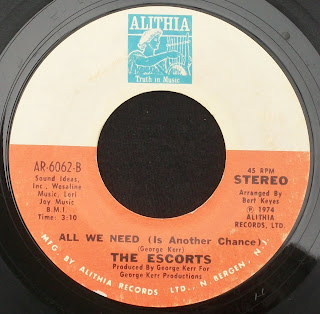 ALITHIA
Truth in Music
AR-6062-B
Sound Ideas,
Inc., Wesaline
Music, Lori
Joy Music
B.M.I
Time: 3:10
45 RPM
STEREO
Arranged By
Bert Keyes
℗ 1974
ALITHIA
RECORDS, LTD.
ALL WE NEED (Is Another Chance)
(George Kerr)
THE ESCORTS
Produced By George Kerr For
George Kerr Productions
MFG. BY ALITHIA RECORDS LTD., N. BERGEN, N.J.